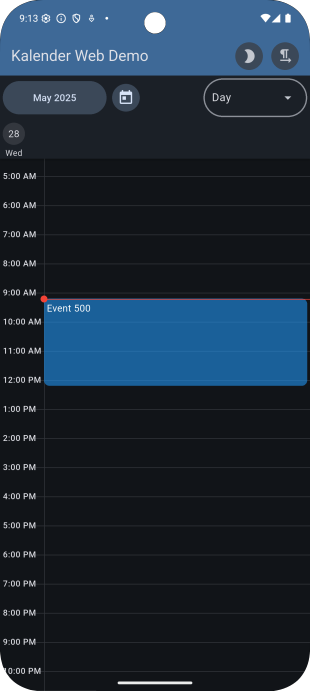 9:13
Kalender Web Demo
May 2025
Day
28
Wed
5:00 AM
6:00 AM
7:00 AM
8:00 AM
9:00 AM
Event 500
10:00 AM
11:00 AM
12:00 PM
1:00 PM
2:00 PM
3:00 PM
4:00 PM
5:00 PM
6:00 PM
7:00 PM
8:00 PM
9:00 PM
10:00 PM